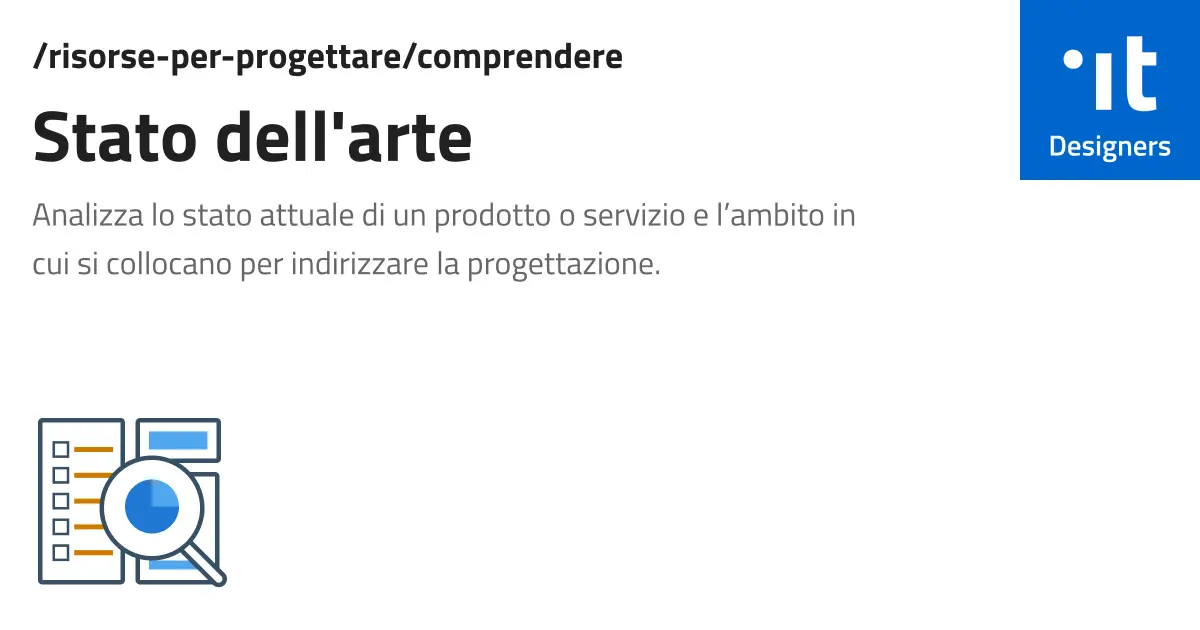 /risorse-per-progettare/comprendere
Stato dell'arte
Analizza lo stato attuale di un prodotto o servizio e l’ambito in
cui si collocano per indirizzare la progettazione.
it
Designers